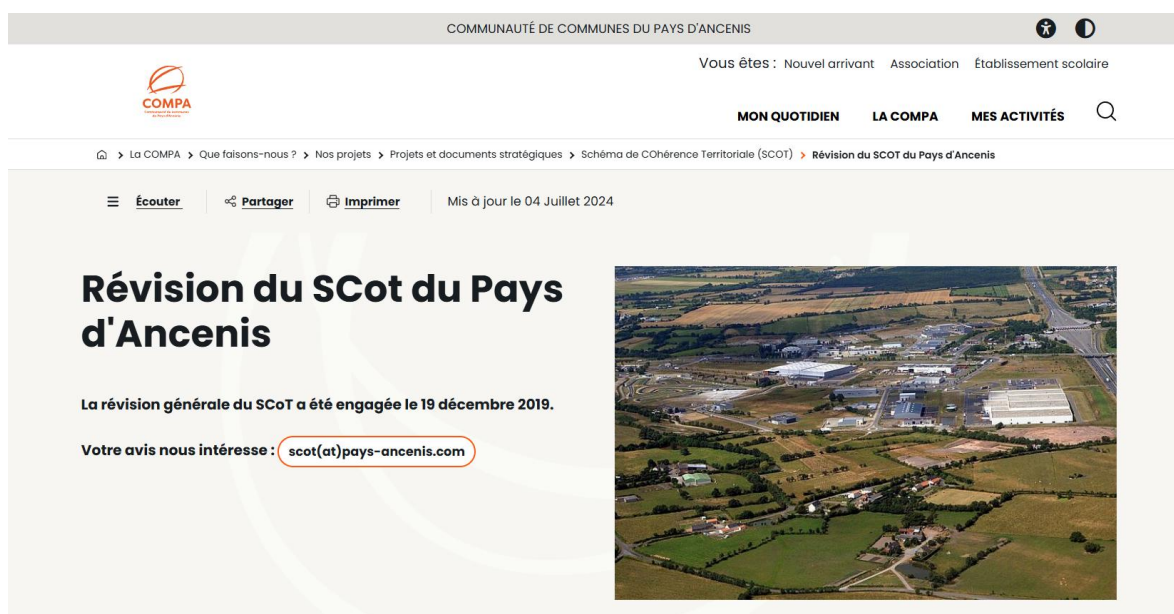 COMMUNAUTÉ DE COMMUNES DU PAYS D'ANCENIS
Vous êtes : Nouvel arrivant Association Établissement scolaire
COMPA
MON QUOTIDIEN LA COMPA MES ACTIVITÉS
La COMPA > Que faisons-nous ? > Nos projets > Projets et documents stratégiques > Schéma de COhérence Territoriale (SCOT) > Révision du SCOT du Pays d'Ancenis
Écouter Partager Imprimer Mis à jour le 04 Juillet 2024
Révision du SCot du Pays
d'Ancenis
La révision générale du SCoT a été engagée le 19 décembre 2019.
Votre avis nous intéresse : scot(at)pays-ancenis.com